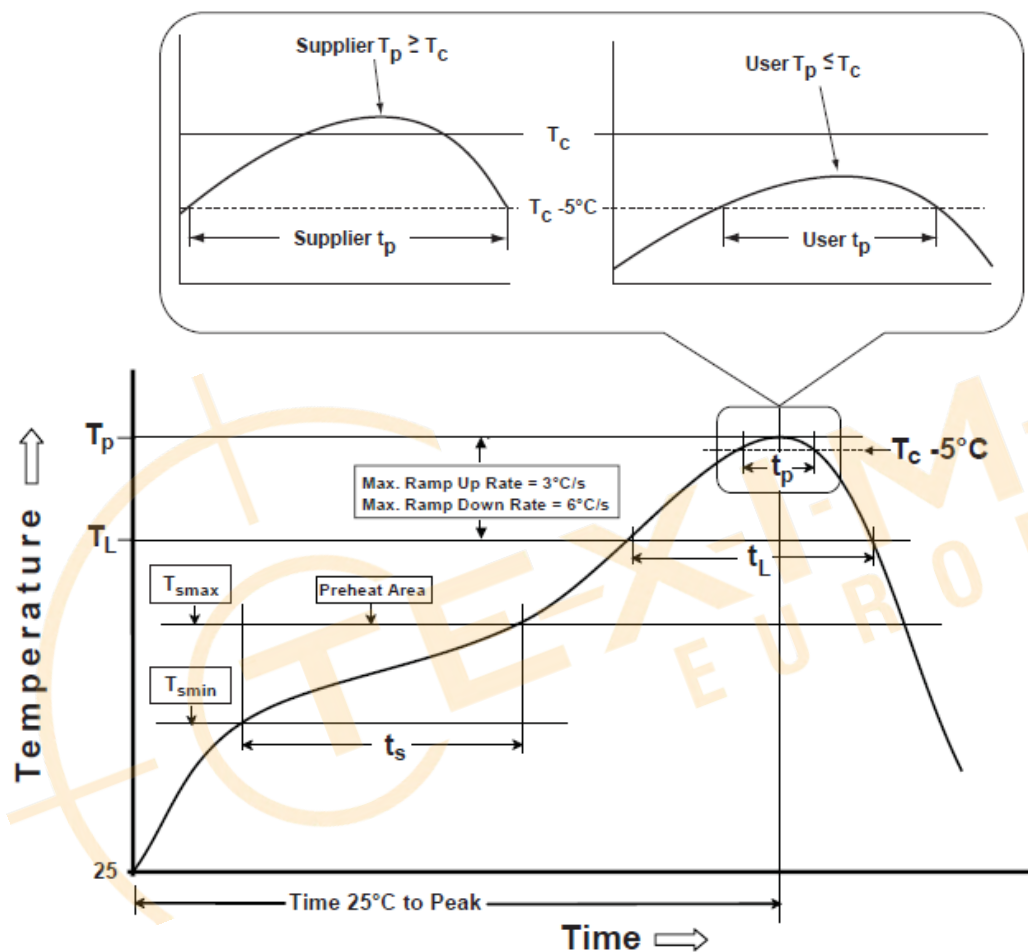 Supplier Tp ≥ Tc
User Tp ≤ Tc
Tc
Tc -5°C
Supplier tp
User tp
Tp
Tc -5°C
tp
Max. Ramp Up Rate = 3°C/s
Max. Ramp Down Rate = 6°C/s
TL
tL
Tsmax
Preheat Area
Tsmin
ts
Temperature
25
Time 25°C to Peak
Time
TEXIM
EURO